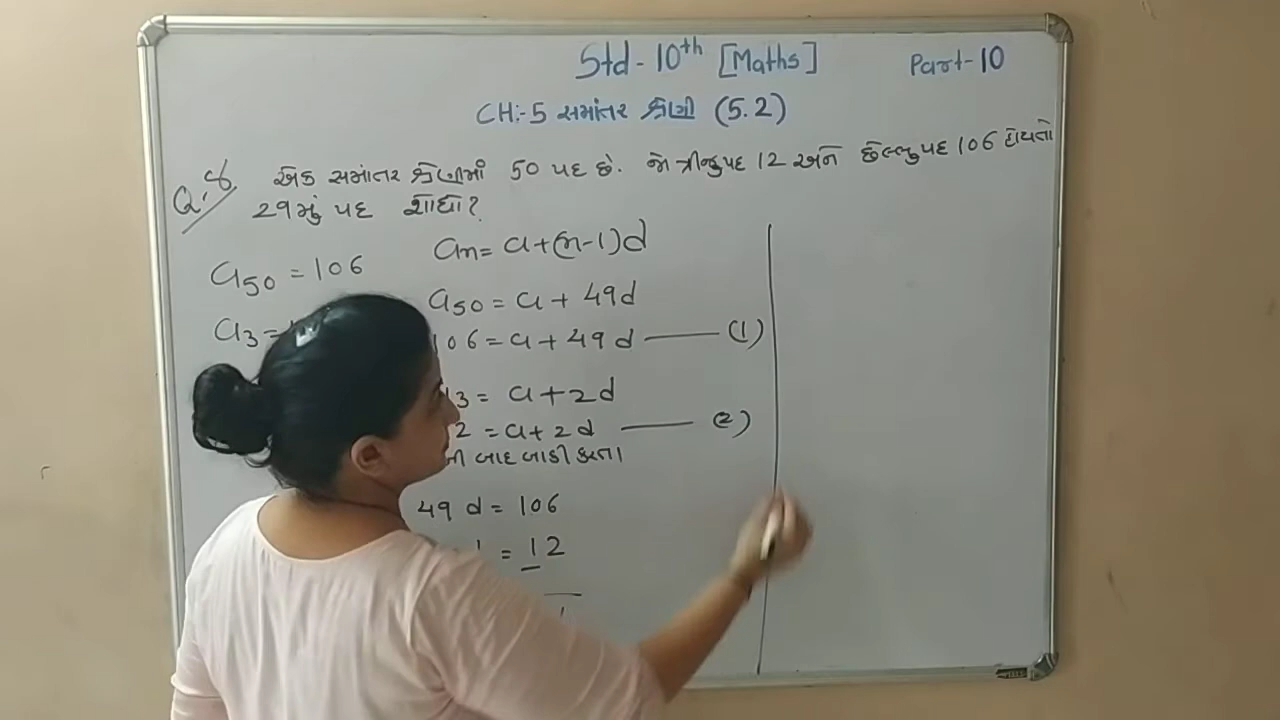 Std - 10th [Maths]
Part-10
CH:-5 સમાંતર શ્રેણી (5.2)
Q.8 એક સમાંતર શ્રેણીમાં 50 પદ છે. જો ત્રીજુ પદ 12 અને છેલ્લુ પદ 106 હોયતો
29મું પદ શોધો?
an = a+(n-1)d
a50 = 106
a50 = a + 49d
a3 =
106 = a + 49d —— (1)
3 = a + 2d
2 = a + 2d —— (2)
બાદ બાકી કરતા
49 d = 106
= 12